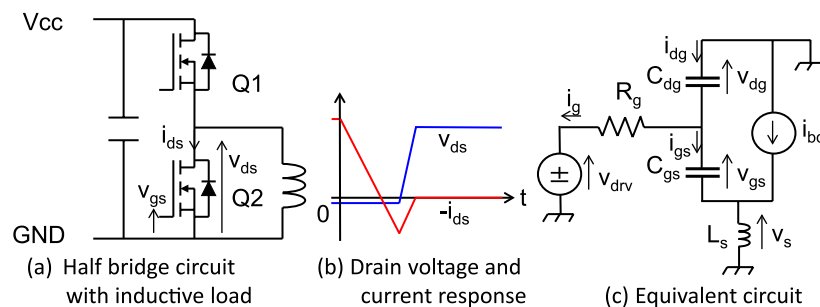 Vcc
Q1
i_ds
v_ds
v_gs
Q2
GND
(a) Half bridge circuit
with inductive load
v_ds
0
t
-i_ds
(b) Drain voltage and
current response
i_dg
C_dg
v_dg
i_g
R_g
i_gs
C_gs
v_gs
±
v_drv
i_bd
L_s
v_s
(c) Equivalent circuit